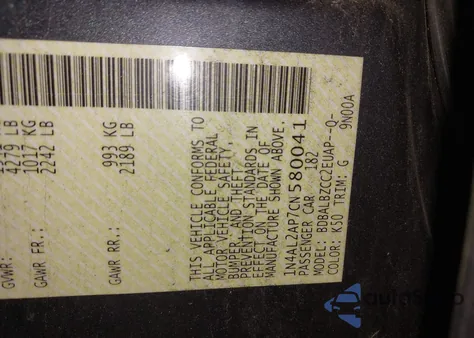 GVWR:
4279 LB
GAWR FR.:
1017 KG
2242 LB
GAWR RR.:
993 KG
2189 LB
THIS VEHICLE CONFORMS TO
ALL APPLICABLE FEDERAL
MOTOR VEHICLE SAFETY,
BUMPER, AND THEFT
PREVENTION STANDARDS IN
EFFECT ON THE DATE OF
MANUFACTURE SHOWN ABOVE.
1N4AL2AP7CN580041
PASSENGER CAR 182
MODEL: BDBALBZCC2EUAP--Q-
COLOR: K50 TRIM: G 9N00A